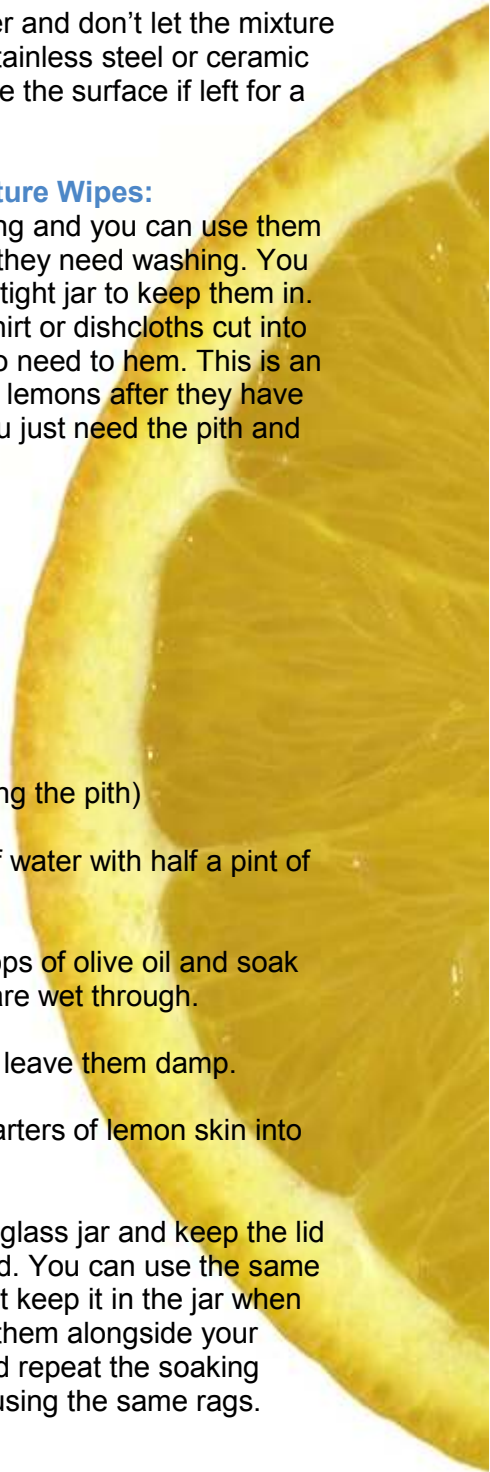 er and don’t let the mixture
tainless steel or ceramic
e the surface if left for a
ture Wipes:
ng and you can use them
they need washing. You
tight jar to keep them in.
hirt or dishcloths cut into
o need to hem. This is an
lemons after they have
u just need the pith and
ng the pith)
f water with half a pint of
ops of olive oil and soak
are wet through.
leave them damp.
arters of lemon skin into
glass jar and keep the lid
d. You can use the same
t keep it in the jar when
them alongside your
d repeat the soaking
using the same rags.